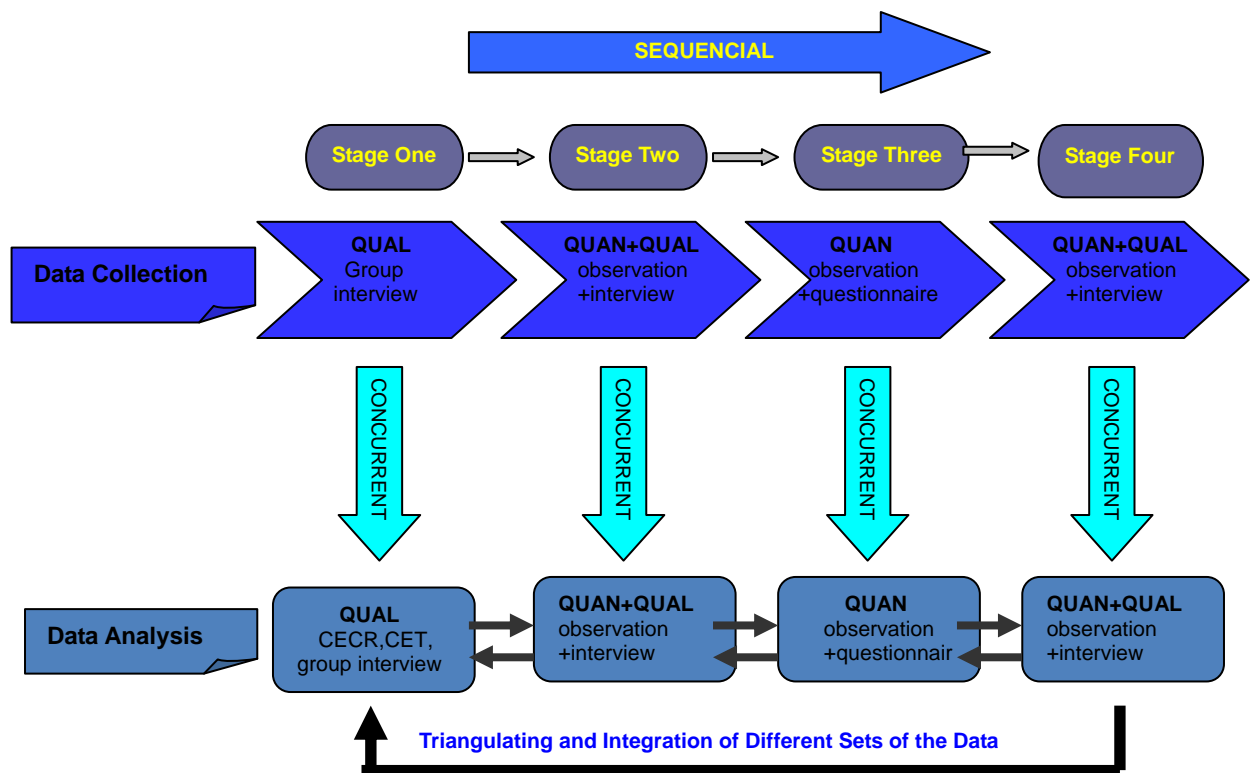 SEQUENCIAL
Stage One
Stage Two
Stage Three
Stage Four
Data Collection
QUAL
Group
interview
QUAN+QUAL
observation
+interview
QUAN
observation
+questionnaire
QUAN+QUAL
observation
+interview
CONCURRENT
CONCURRENT
CONCURRENT
CONCURRENT
Data Analysis
QUAL
CECR,CET,
group interview
QUAN+QUAL
observation
+interview
QUAN
observation
+questionnair
QUAN+QUAL
observation
+interview
Triangulating and Integration of Different Sets of the Data